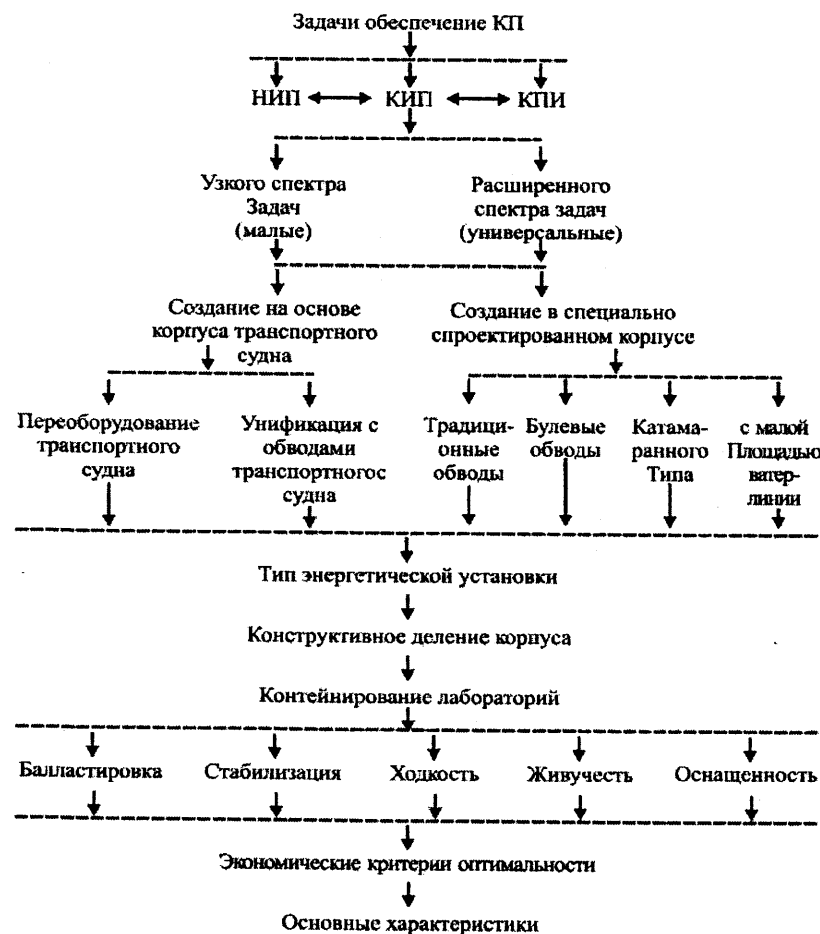 Задачи обеспечение КП
НИП КИП КПИ
Узкого спектра
Задач
(малые)
Расширенного
спектра задач
(универсальные)
Создание на основе
корпуса транспортного
судна
Создание в специально
спроектированном корпусе
Переоборудование
транспортного
судна
Унификация с
обводами
транспортногс
судна
Традици-
онные
обводы
Булевые
обводы
Катама-
ранного
Типа
с малой
Площадью
ватер-
линии
Тип энергетической установки
Конструктивное деление корпуса
Контейнирование лабораторий
Балластировка Стабилизация Ходкость Живучесть Оснащенность
Экономические критерии оптимальности
Основные характеристики